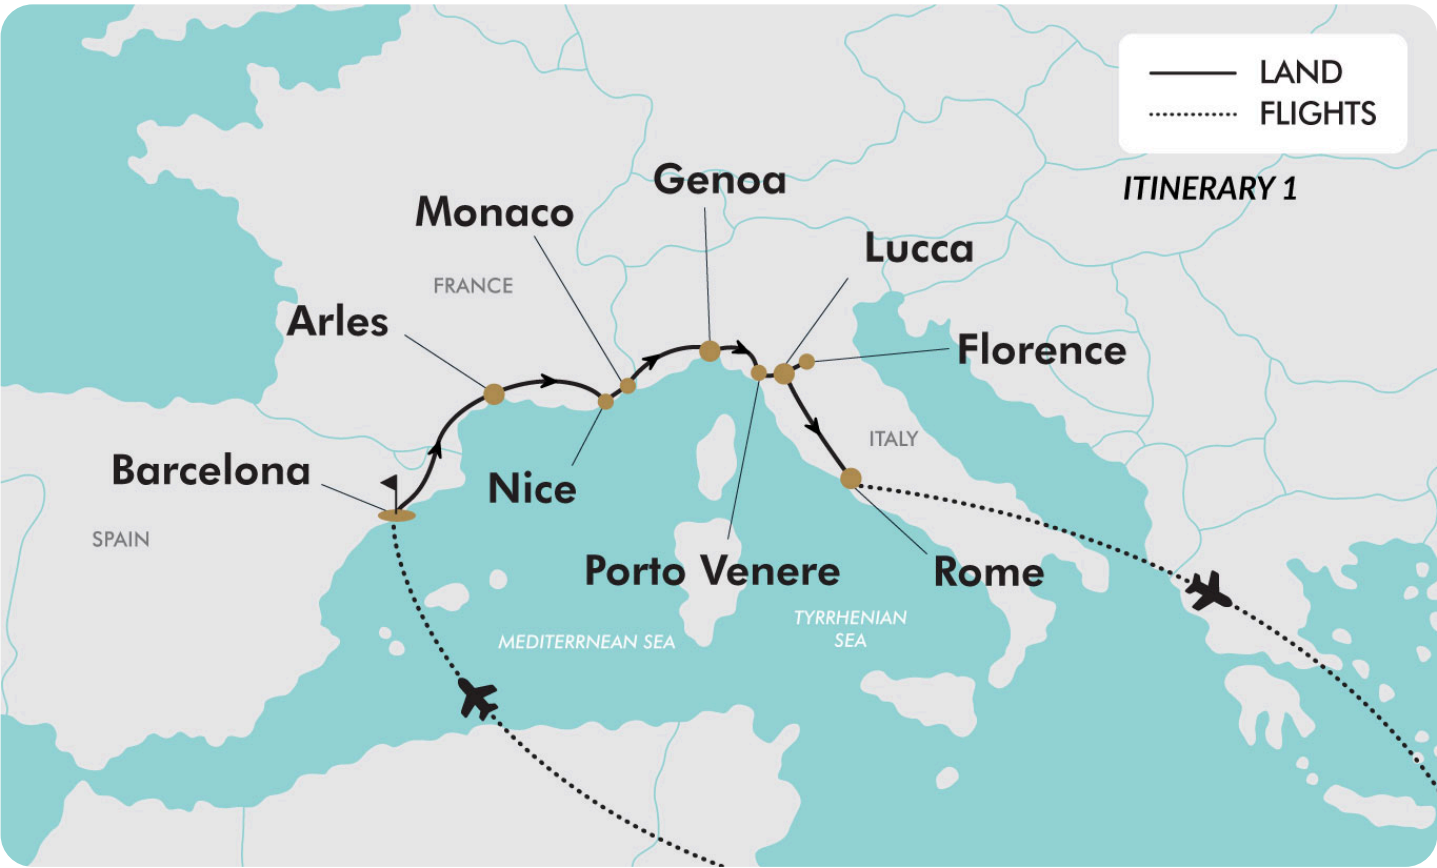 LAND
FLIGHTS
ITINERARY 1
Genoa
Monaco
Lucca
FRANCE
Arles
Florence
ITALY
Barcelona
Nice
SPAIN
Porto Venere
Rome
MEDITERRNEAN SEA
TYRRHENIAN
SEA